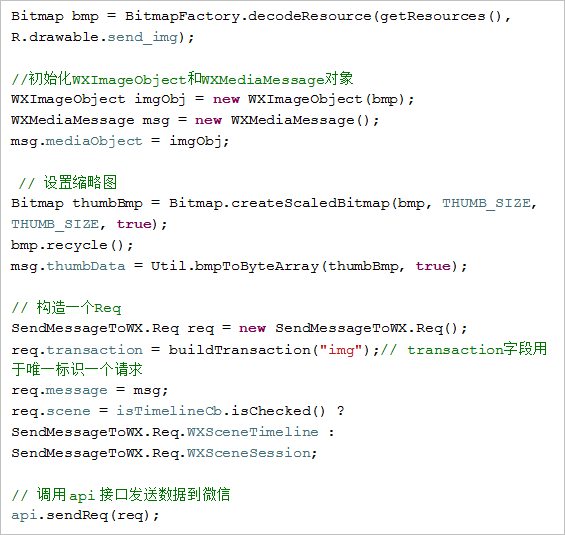 Bitmap bmp = BitmapFactory.decodeResource(getResources(),
R.drawable.send_img);
//初始化WXImageObject和WXMediaMessage对象
WXImageObject imgObj = new WXImageObject(bmp);
WXMediaMessage msg = new WXMediaMessage();
msg.mediaObject = imgObj;
// 设置缩略图
Bitmap thumbBmp = Bitmap.createScaledBitmap(bmp, THUMB_SIZE,
THUMB_SIZE, true);
bmp.recycle();
msg.thumbData = Util.bmpToByteArray(thumbBmp, true);
// 构造一个Req
SendMessageToWX.Req req = new SendMessageToWX.Req();
req.transaction = buildTransaction("img");// transaction字段用
于唯一标识一个请求
req.message = msg;
req.scene = isTimelineCb.isChecked() ?
SendMessageToWX.Req.WXSceneTimeline :
SendMessageToWX.Req.WXSceneSession;
// 调用api接口发送数据到微信
api.sendReq(req);